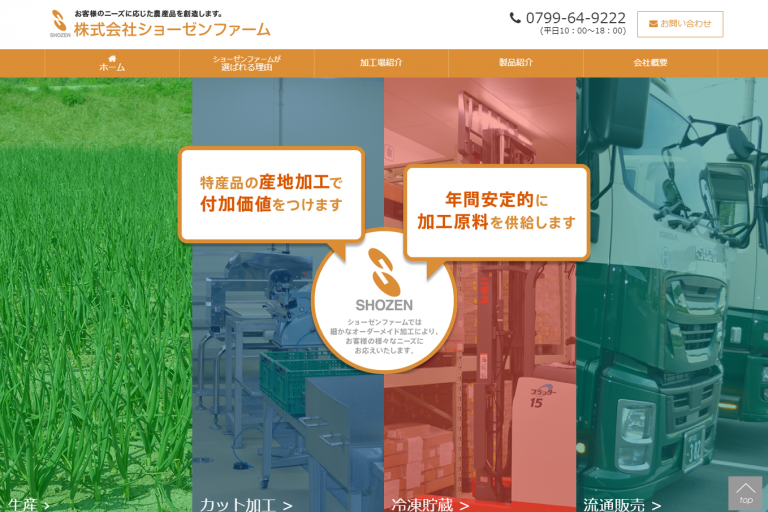 お客様のニーズに応じた農産品を創造します。
SHOZEN
株式会社ショーゼンファーム
0799-64-9222
(平日10：00～18：00)
お問い合わせ
ホーム
ショーゼンファームが
選ばれる理由
加工場紹介
製品紹介
会社概要
特産品の産地加工で
付加価値をつけます
年間安定的に
加工原料を供給します
SHOZEN
ショーゼンファームでは
細かなオーダーメイド加工により、
お客様の様々なニーズに
お応えいたします。
プラッター
15
生産 >
カット加工 >
冷凍貯蔵 >
流通販売 >
top